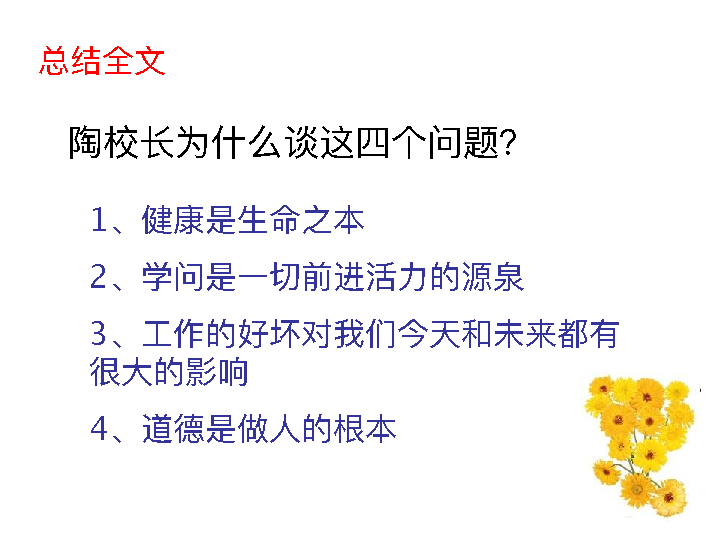 总结全文
陶校长为什么谈这四个问题?
1、健康是生命之本
2、学问是一切前进活力的源泉
3、工作的好坏对我们今天和未来都有
很大的影响
4、道德是做人的根本